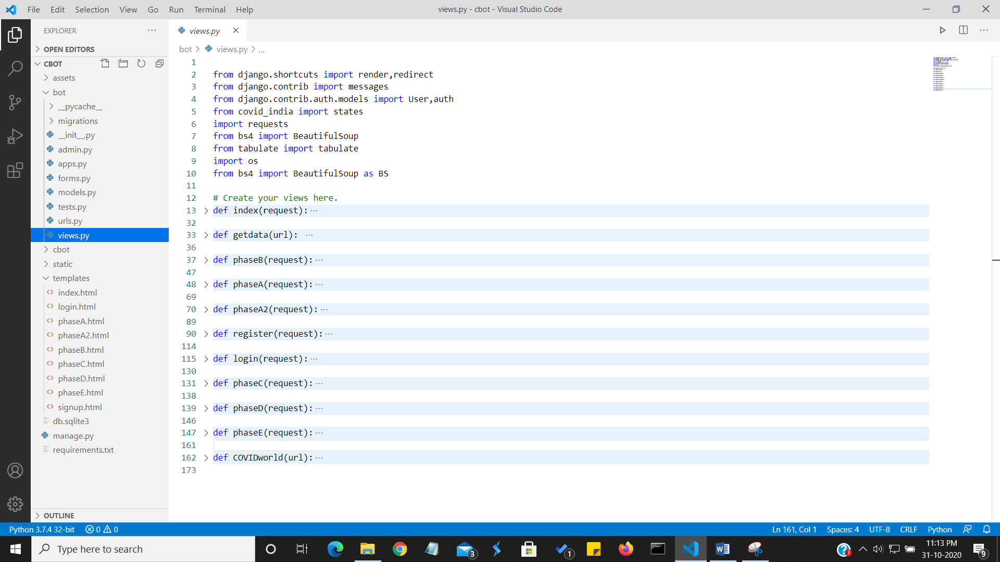 File Edit Selection View Go Run Terminal Help
views.py - cbot - Visual Studio Code
EXPLORER
OPEN EDITORS
CBOT
assets
bot
__pycache__
migrations
__init__.py
admin.py
apps.py
forms.py
models.py
tests.py
urls.py
views.py
cbot
static
templates
index.html
login.html
phaseA.html
phaseA2.html
phaseB.html
phaseC.html
phaseD.html
phaseE.html
signup.html
db.sqlite3
manage.py
requirements.txt
OUTLINE
views.py
bot > views.py > ...
1
2 from django.shortcuts import render,redirect
3 from django.contrib import messages
4 from django.contrib.auth.models import User,auth
5 from covid_india import states
6 import requests
7 from bs4 import BeautifulSoup
8 from tabulate import tabulate
9 import os
10 from bs4 import BeautifulSoup as BS
11
12 # Create your views here.
13 def index(request):···
32
33 def getdata(url): ···
36
37 def phaseB(request):···
47
48 def phaseA(request):···
69
70 def phaseA2(request):···
89
90 def register(request):···
114
115 def login(request):···
130
131 def phaseC(request):···
138
139 def phaseD(request):···
146
147 def phaseE(request):···
161
162 def COVIDworld(url):···
173
Python 3.7.4 32-bit 0 0
Ln 161, Col 1 Spaces: 4 UTF-8 CRLF Python
Type here to search
3
1
11:13 PM
31-10-2020
9